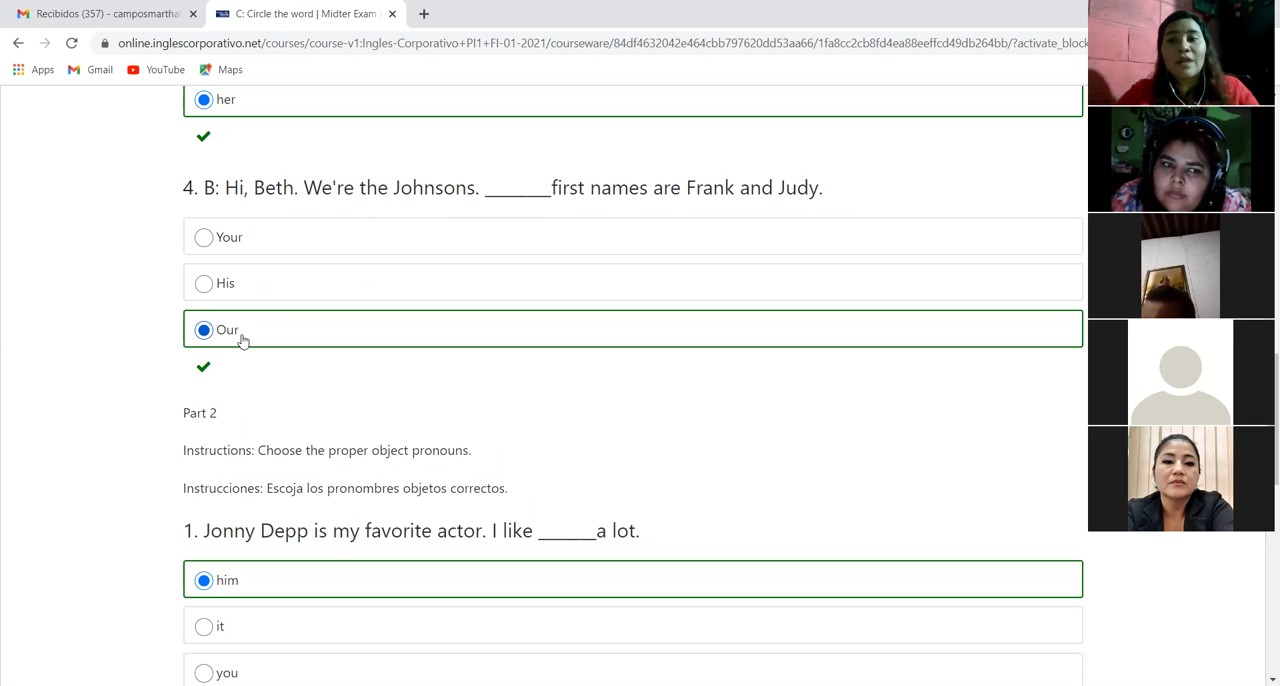 Recibidos (357) - camposmartha
C: Circle the word | Midter Exam
online.inglescorporativo.net/courses/course-v1:Ingles-Corporativo+PI1+FI-01-2021/courseware/84df4632042e464cbb797620dd53aa66/1fa8cc2cb8fd4ea88eeffcd49db264bb/?activate_block
Apps Gmail YouTube Maps
her
4. B: Hi, Beth. We're the Johnsons. ________first names are Frank and Judy.
Your
His
Our
Part 2
Instructions: Choose the proper object pronouns.
Instrucciones: Escoja los pronombres objetos correctos.
1. Jonny Depp is my favorite actor. I like _______a lot.
him
it
you